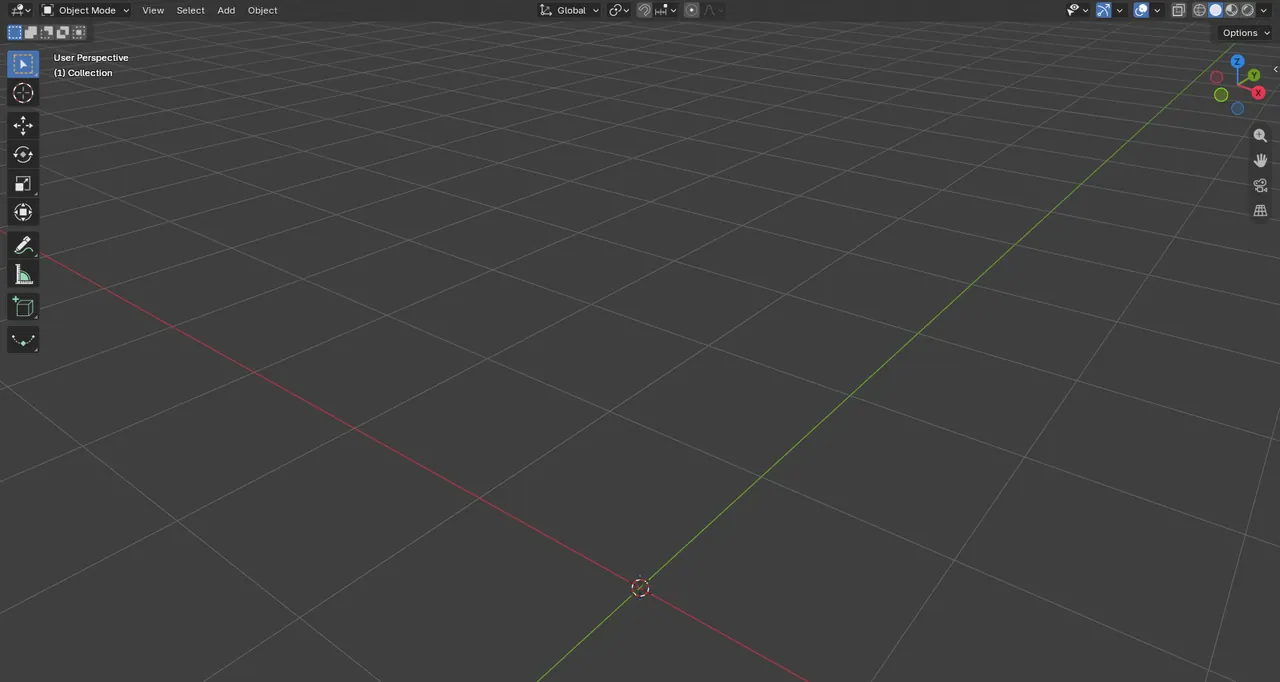 Object Mode View Select Add Object Global
Options
User Perspective
(1) Collection
Z
Y
X